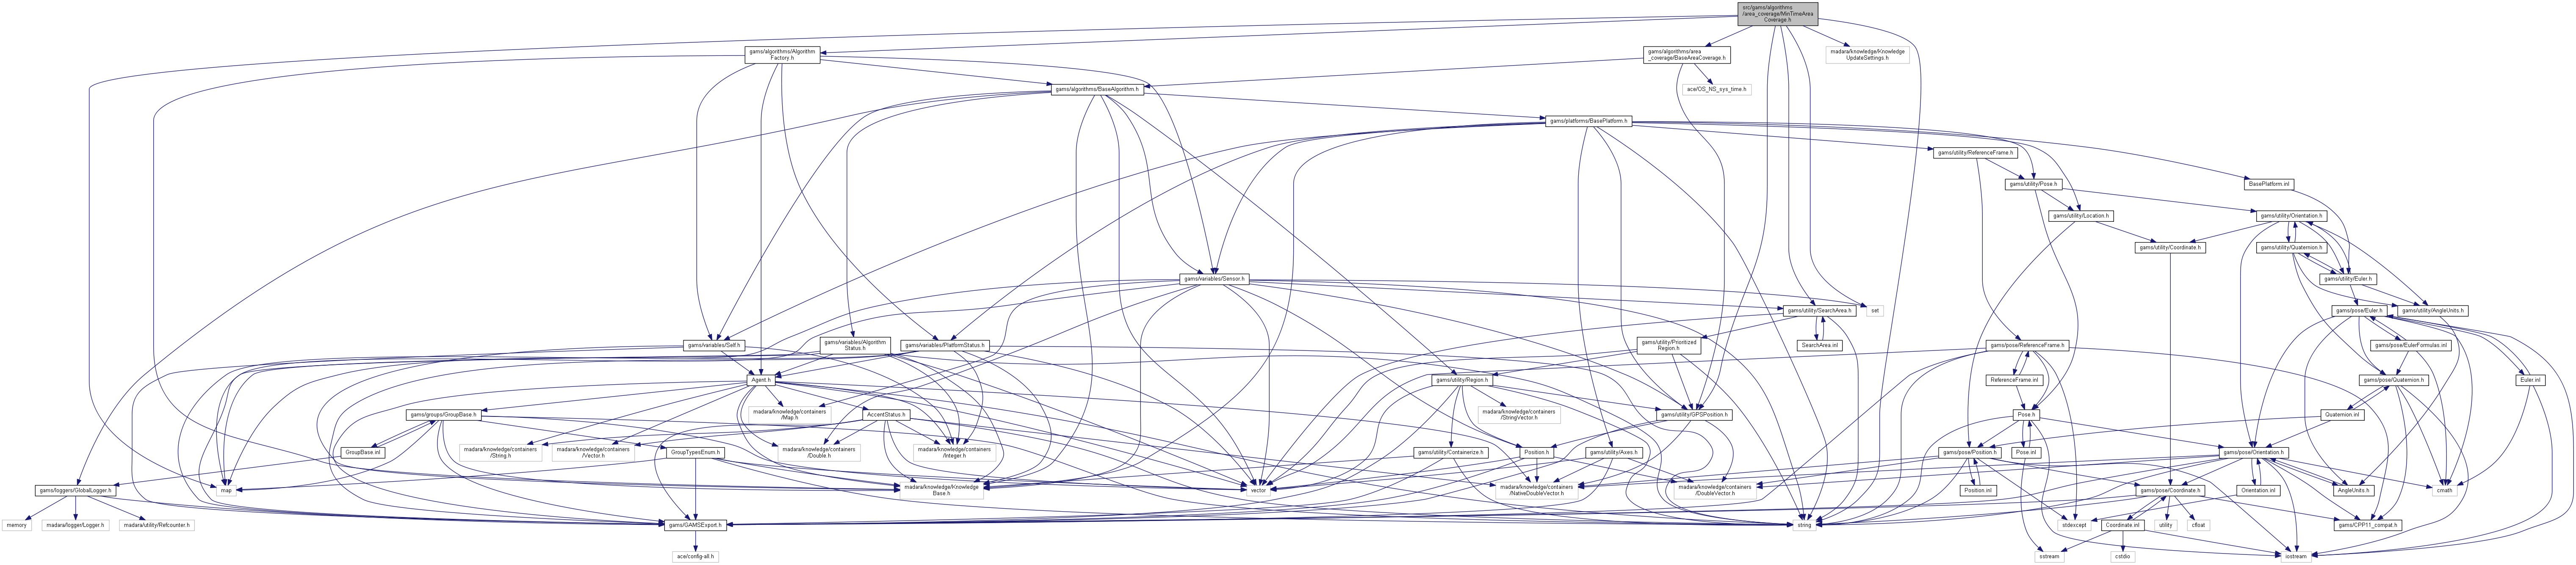 src/gams/algorithms
/area_coverage/MinTimeArea
Coverage.h
gams/algorithms/Algorithm
Factory.h
gams/algorithms/area
_coverage/BaseAreaCoverage.h
madara/knowledge/Knowledge
UpdateSettings.h
gams/algorithms/BaseAlgorithm.h
ace/OS_NS_sys_time.h
gams/platforms/BasePlatform.h
gams/utility/ReferenceFrame.h
gams/utility/Pose.h
BasePlatform.inl
gams/utility/Location.h
gams/utility/Orientation.h
gams/utility/Coordinate.h
gams/utility/Quaternion.h
gams/variables/Sensor.h
gams/utility/Euler.h
gams/utility/SearchArea.h
set
gams/pose/Euler.h
gams/utility/AngleUnits.h
gams/variables/Self.h
gams/variables/Algorithm
Status.h
gams/variables/PlatformStatus.h
gams/utility/Prioritized
Region.h
SearchArea.inl
gams/pose/ReferenceFrame.h
gams/pose/EulerFormulas.inl
Agent.h
gams/utility/Region.h
ReferenceFrame.inl
gams/pose/Quaternion.h
Euler.inl
gams/groups/GroupBase.h
madara/knowledge/containers
/Map.h
AccentStatus.h
madara/knowledge/containers
/StringVector.h
gams/utility/GPSPosition.h
Pose.h
Quaternion.inl
GroupBase.inl
madara/knowledge/containers
/String.h
madara/knowledge/containers
/Vector.h
GroupTypesEnum.h
madara/knowledge/containers
/Double.h
madara/knowledge/containers
/Integer.h
gams/utility/Containerize.h
Position.h
gams/utility/Axes.h
gams/pose/Position.h
Pose.inl
gams/pose/Orientation.h
gams/loggers/GlobalLogger.h
map
madara/knowledge/Knowledge
Base.h
vector
madara/knowledge/containers
/NativeDoubleVector.h
madara/knowledge/containers
/DoubleVector.h
Position.inl
gams/pose/Coordinate.h
Orientation.inl
AngleUnits.h
cmath
memory
madara/logger/Logger.h
madara/utility/Refcounter.h
gams/GAMSExport.h
string
stdexcept
Coordinate.inl
utility
cfloat
gams/CPP11_compat.h
ace/config-all.h
sstream
cstdio
iostream